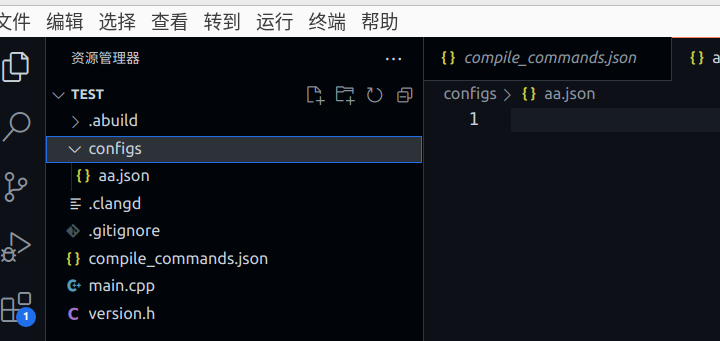 文件 编辑 选择 查看 转到 运行 终端 帮助
资源管理器
TEST
.abuild
configs
aa.json
.clangd
.gitignore
compile_commands.json
main.cpp
version.h
1
compile_commands.json
configs > aa.json
1